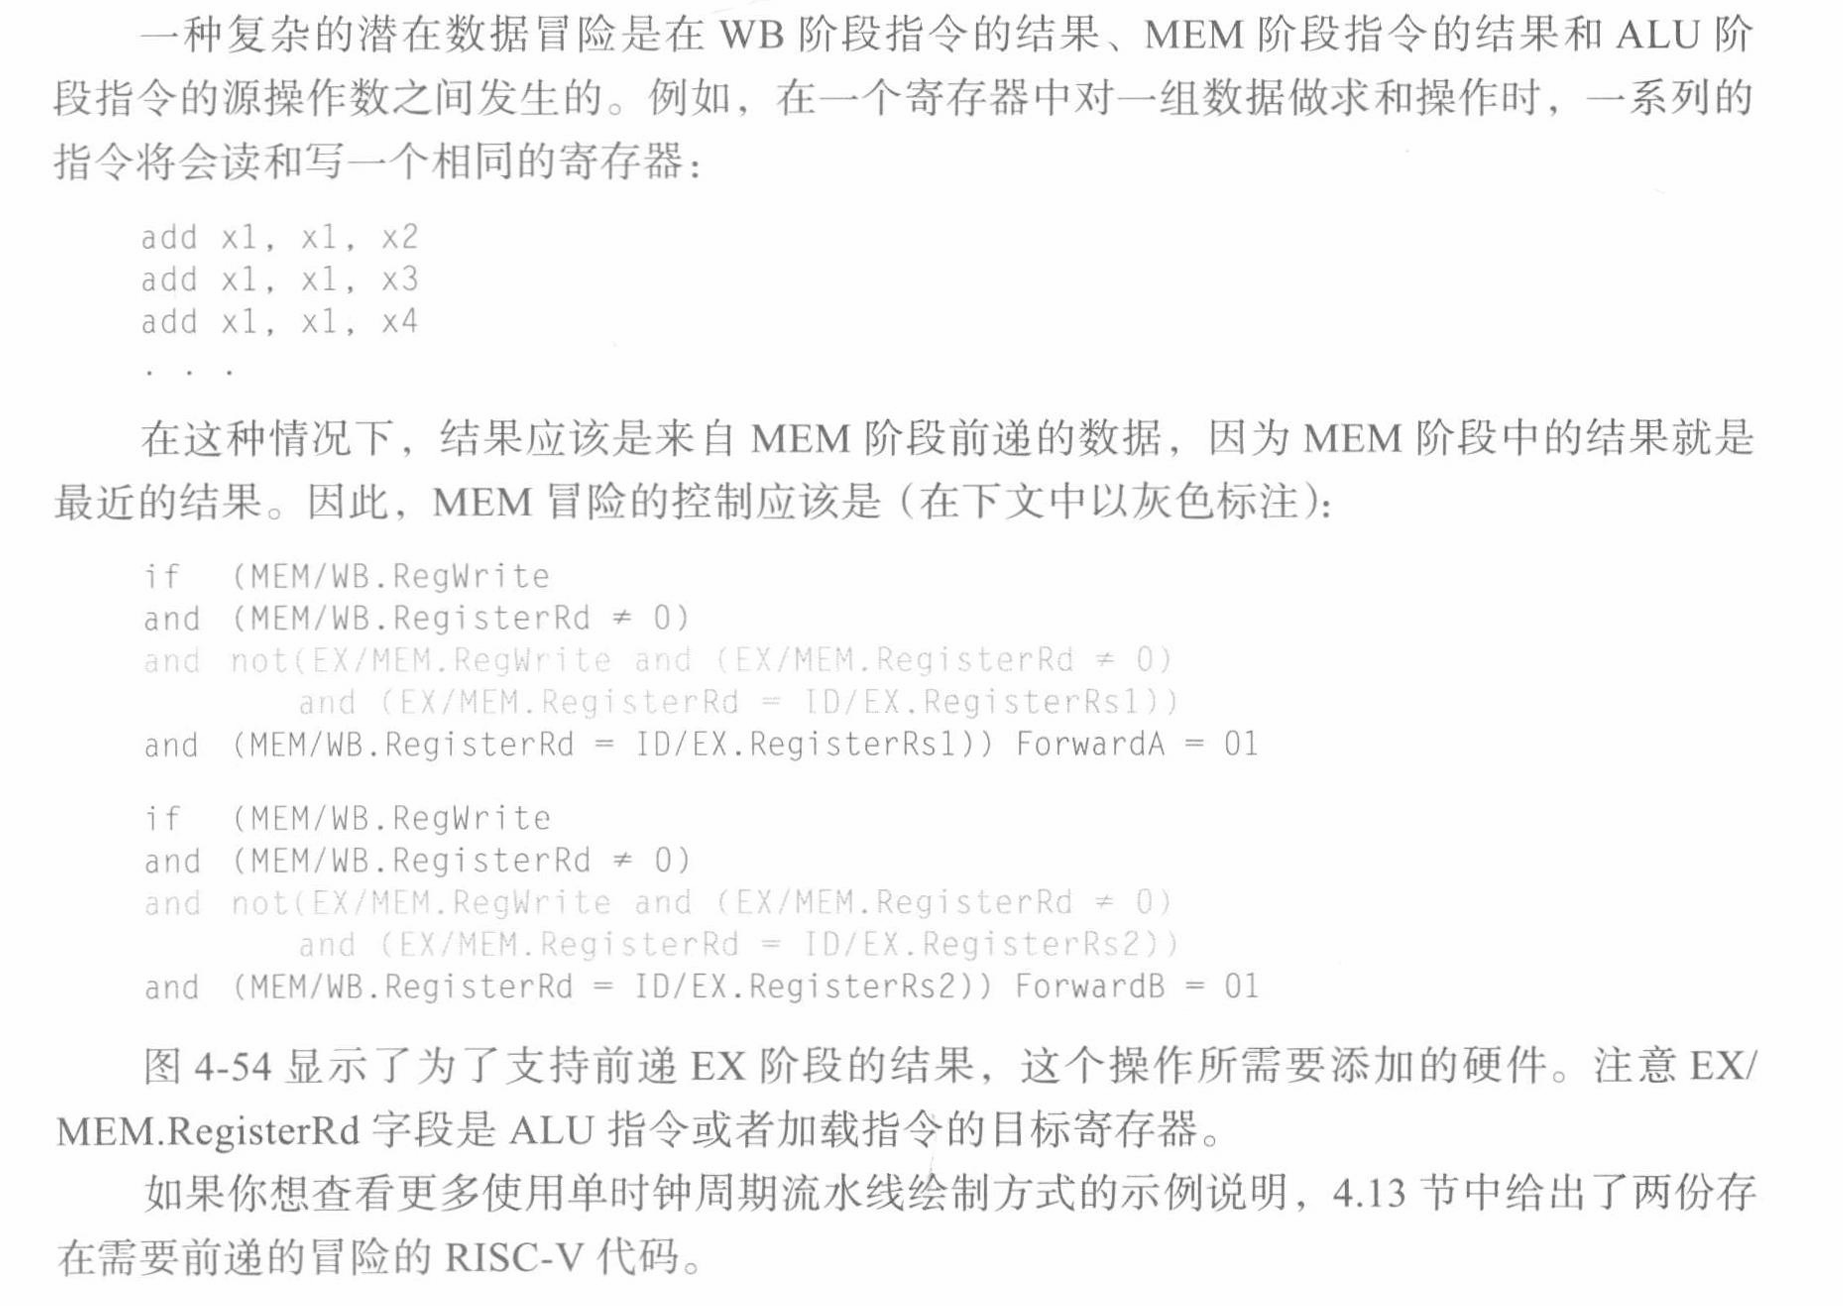 一种复杂的潜在数据冒险是在 WB 阶段指令的结果、MEM 阶段指令的结果和 ALU 阶
段指令的源操作数之间发生的。例如，在一个寄存器中对一组数据做求和操作时，一系列的
指令将会读和写一个相同的寄存器：
add x1, x1, x2
add x1, x1, x3
add x1, x1, x4
. . .
在这种情况下，结果应该是来自 MEM 阶段前递的数据，因为 MEM 阶段中的结果就是
最近的结果。因此，MEM 冒险的控制应该是（在下文中以灰色标注）：
if (MEM/WB.RegWrite
and (MEM/WB.RegisterRd ≠ 0)
and not(EX/MEM.RegWrite and (EX/MEM.RegisterRd ≠ 0)
and (EX/MEM.RegisterRd = ID/EX.RegisterRs1))
and (MEM/WB.RegisterRd = ID/EX.RegisterRs1)) ForwardA = 01
if (MEM/WB.RegWrite
and (MEM/WB.RegisterRd ≠ 0)
and not(EX/MEM.RegWrite and (EX/MEM.RegisterRd ≠ 0)
and (EX/MEM.RegisterRd = ID/EX.RegisterRs2))
and (MEM/WB.RegisterRd = ID/EX.RegisterRs2)) ForwardB = 01
图 4-54 显示了为了支持前递 EX 阶段的结果，这个操作所需要添加的硬件。注意 EX/
MEM.RegisterRd 字段是 ALU 指令或者加载指令的目标寄存器。
如果你想查看更多使用单时钟周期流水线绘制方式的示例说明，4.13 节中给出了两份存
在需要前递的冒险的 RISC-V 代码。